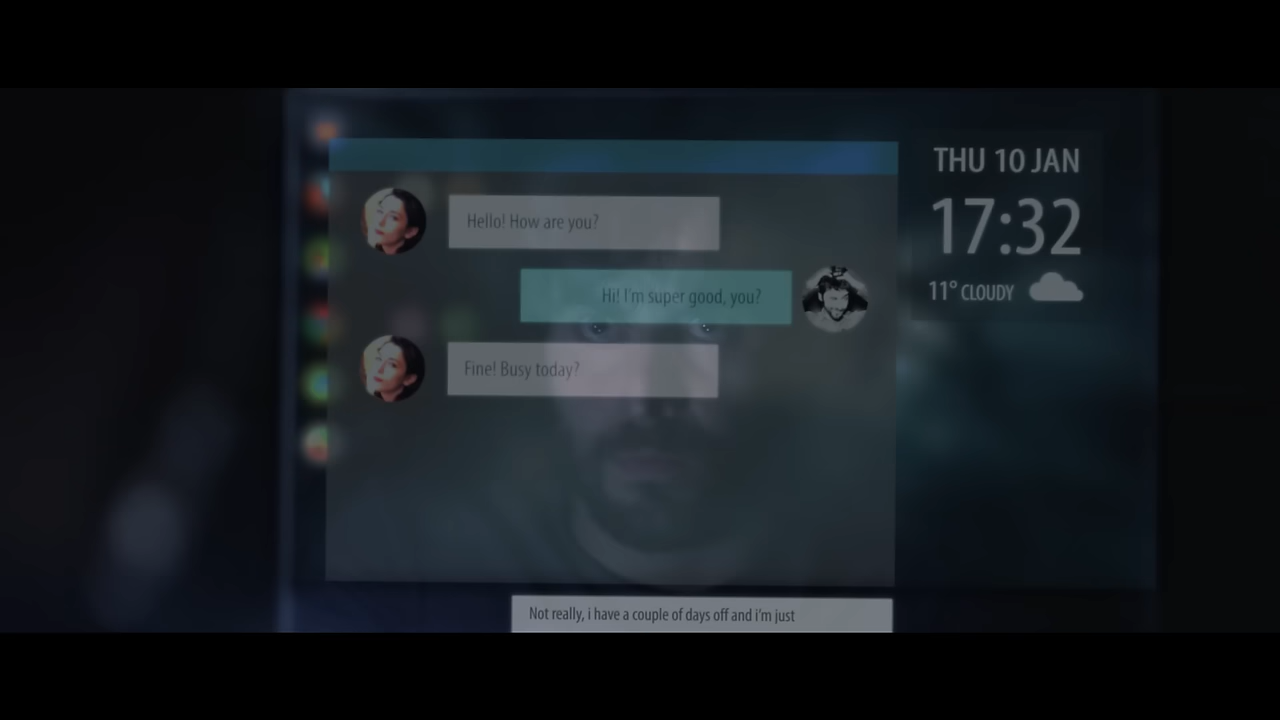 THU 10 JAN
17:32
11° CLOUDY
Hello! How are you?
Hi! I'm super good, you?
Fine! Busy today?
Not really, i have a couple of days off and i'm just